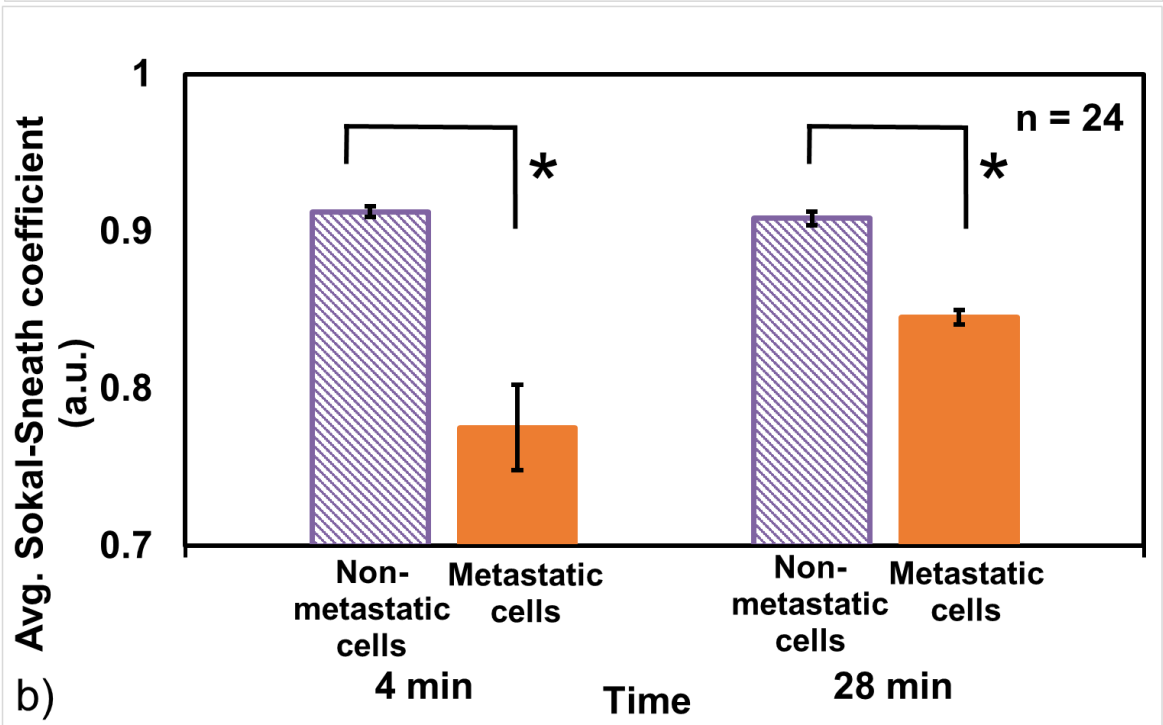 1
0.9
0.8
0.7
Avg. Sokal-Sneath coefficient
(a.u.)
n = 24
*
*
Non-
metastatic
cells
Metastatic
cells
Non-
metastatic
cells
Metastatic
cells
4 min
28 min
Time
b)